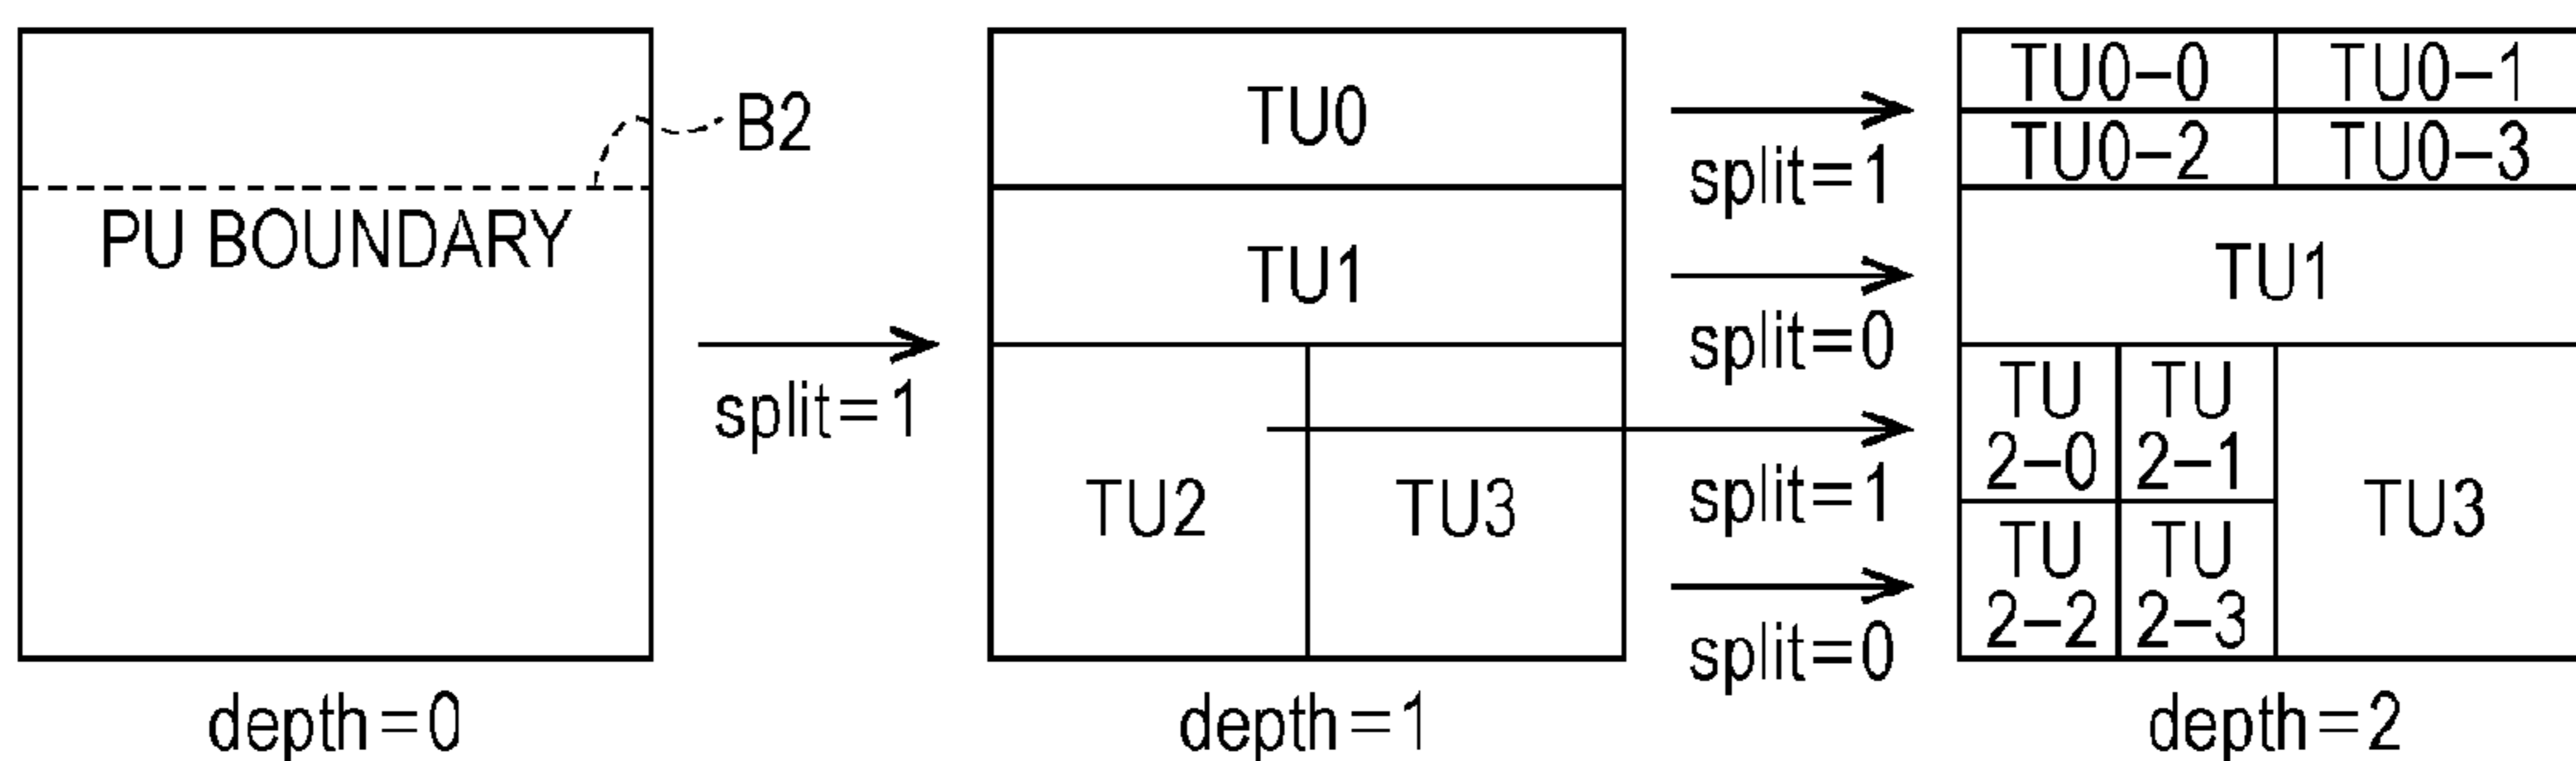 B2
PU BOUNDARY
depth=0
split=1
TU0
TU1
TU2 TU3
depth=1
split=1
split=0
split=1
split=0
TU0–0 TU0–1
TU0–2 TU0–3
TU1
TU 2–0
TU 2–1
TU 2–2
TU 2–3
TU3
depth=2